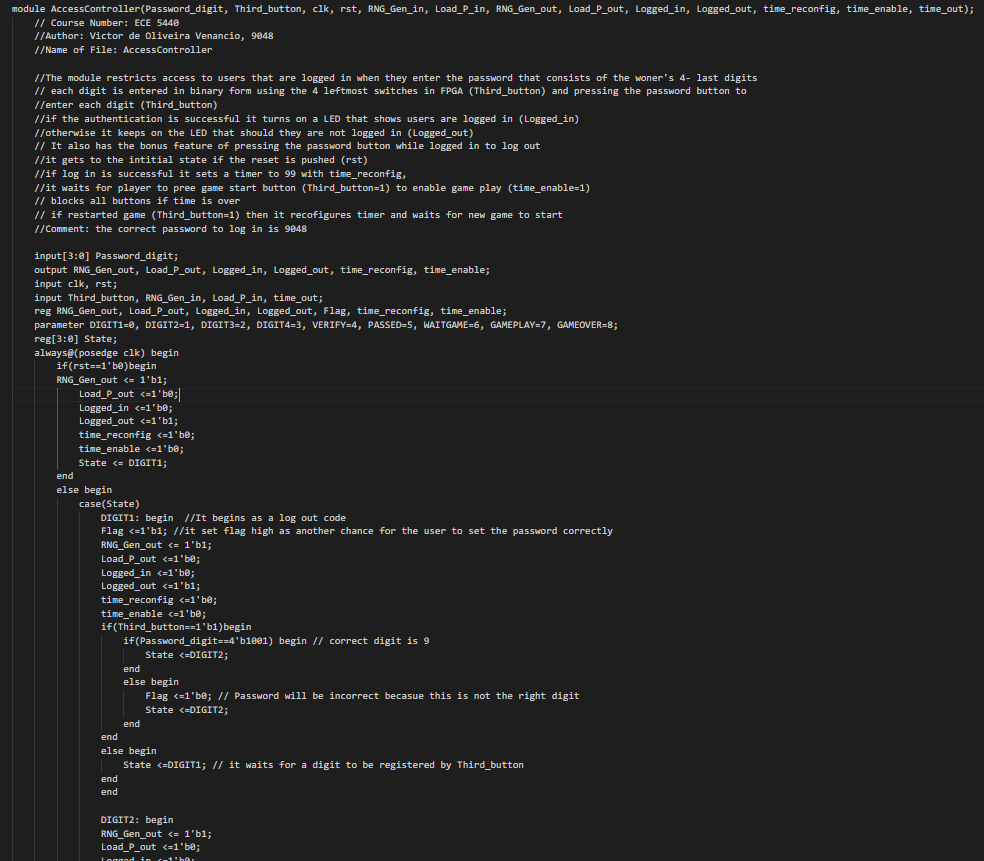 module AccessController(Password_digit, Third_button, clk, rst, RNG_Gen_in, Load_P_in, RNG_Gen_out, Load_P_out, Logged_in, Logged_out, time_reconfig, time_enable, time_out);
// Course Number: ECE 5440
//Author: Victor de Oliveira Venancio, 9048
//Name of File: AccessController
//The module restricts access to users that are logged in when they enter the password that consists of the woner's 4- last digits
// each digit is entered in binary form using the 4 leftmost switches in FPGA (Third_button) and pressing the password button to
//enter each digit (Third_button)
//if the authentication is successful it turns on a LED that shows users are logged in (Logged_in)
//otherwise it keeps on the LED that should they are not logged in (Logged_out)
// It also has the bonus feature of pressing the password button while logged in to log out
//it gets to the intitial state if the reset is pushed (rst)
//if log in is successful it sets a timer to 99 with time_reconfig,
//it waits for player to pree game start button (Third_button=1) to enable game play (time_enable=1)
// blocks all buttons if time is over
// if restarted game (Third_button=1) then it recofigures timer and waits for new game to start
//Comment: the correct password to log in is 9048
input[3:0] Password_digit;
output RNG_Gen_out, Load_P_out, Logged_in, Logged_out, time_reconfig, time_enable;
input clk, rst;
input Third_button, RNG_Gen_in, Load_P_in, time_out;
reg RNG_Gen_out, Load_P_out, Logged_in, Logged_out, Flag, time_reconfig, time_enable;
parameter DIGIT1=0, DIGIT2=1, DIGIT3=2, DIGIT4=3, VERIFY=4, PASSED=5, WAITGAME=6, GAMEPLAY=7, GAMEOVER=8;
reg[3:0] State;
always@(posedge clk) begin
if(rst==1'b0)begin
RNG_Gen_out <= 1'b1;
Load_P_out <=1'b0;
Logged_in <=1'b0;
Logged_out <=1'b1;
time_reconfig <=1'b0;
time_enable <=1'b0;
State <= DIGIT1;
end
else begin
case(State)
DIGIT1: begin  //It begins as a log out code
Flag <=1'b1; //it set flag high as another chance for the user to set the password correctly
RNG_Gen_out <= 1'b1;
Load_P_out <=1'b0;
Logged_in <=1'b0;
Logged_out <=1'b1;
time_reconfig <=1'b0;
time_enable <=1'b0;
if(Third_button==1'b1)begin
if(Password_digit==4'b1001) begin // correct digit is 9
State <=DIGIT2;
end
else begin
Flag <=1'b0; // Password will be incorrect becasue this is not the right digit
State <=DIGIT2;
end
end
else begin
State <=DIGIT1; // it waits for a digit to be registered by Third_button
end
end
DIGIT2: begin
RNG_Gen_out <= 1'b1;
Load_P_out <=1'b0;
Logged_in <=1'b0;